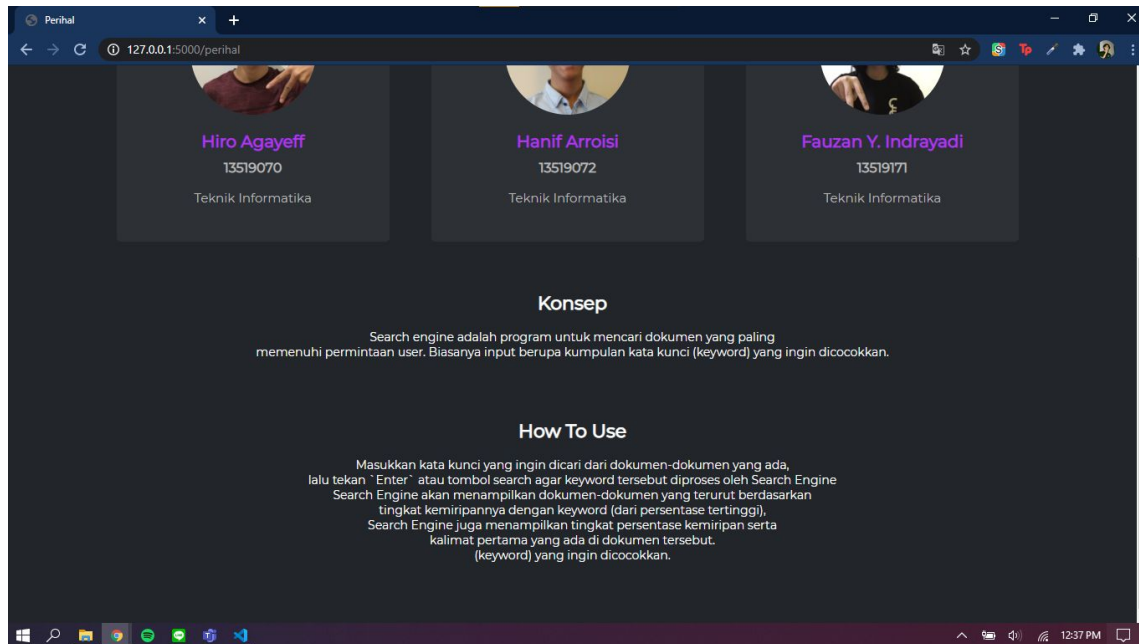 Perihal
127.0.0.1:5000/perihal
Hiro Agayeff
13519070
Teknik Informatika
Hanif Arroisi
13519072
Teknik Informatika
Fauzan Y. Indrayadi
13519171
Teknik Informatika
Konsep
Search engine adalah program untuk mencari dokumen yang paling
memenuhi permintaan user. Biasanya input berupa kumpulan kata kunci (keyword) yang ingin dicocokkan.
How To Use
Masukkan kata kunci yang ingin dicari dari dokumen-dokumen yang ada,
lalu tekan `Enter` atau tombol search agar keyword tersebut diproses oleh Search Engine
Search Engine akan menampilkan dokumen-dokumen yang terurut berdasarkan
tingkat kemiripannya dengan keyword (dari persentase tertinggi),
Search Engine juga menampilkan tingkat persentase kemiripan serta
kalimat pertama yang ada di dokumen tersebut.
(keyword) yang ingin dicocokkan.
12:37 PM